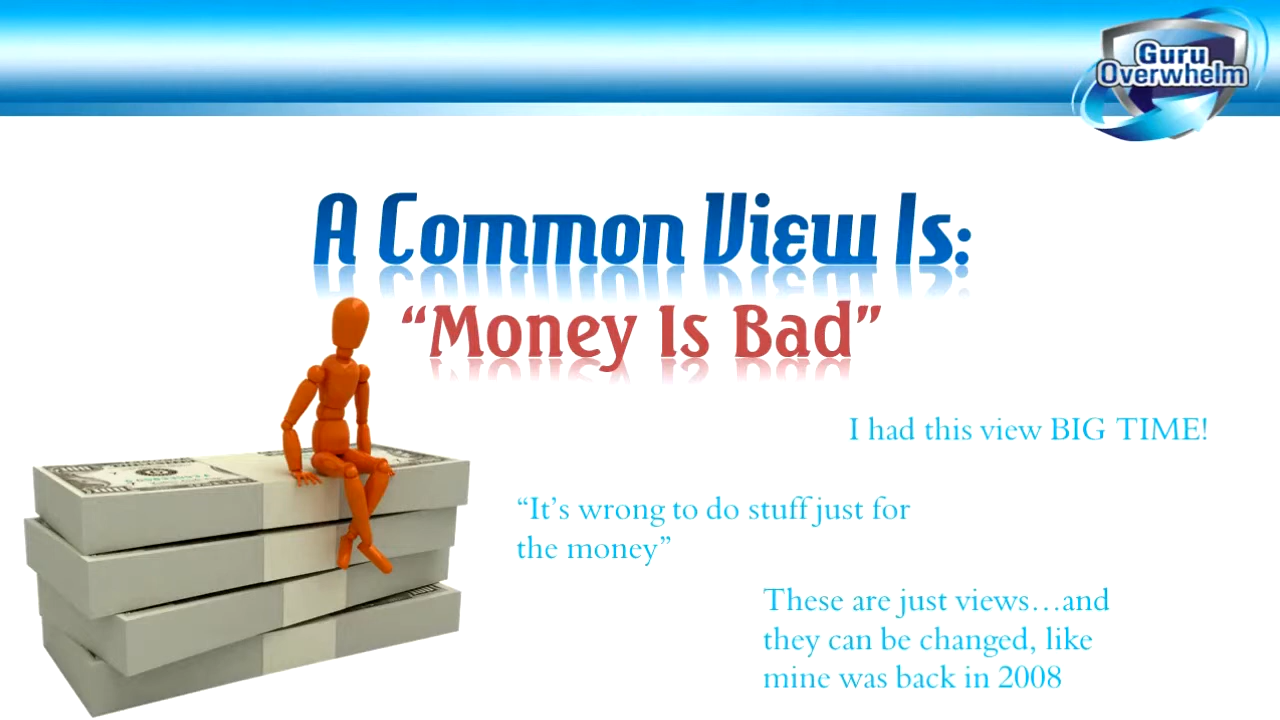 Guru
Overwhelm
A Common View Is:
“Money Is Bad”
I had this view BIG TIME!
“It’s wrong to do stuff just for
the money”
These are just views...and
they can be changed, like
mine was back in 2008